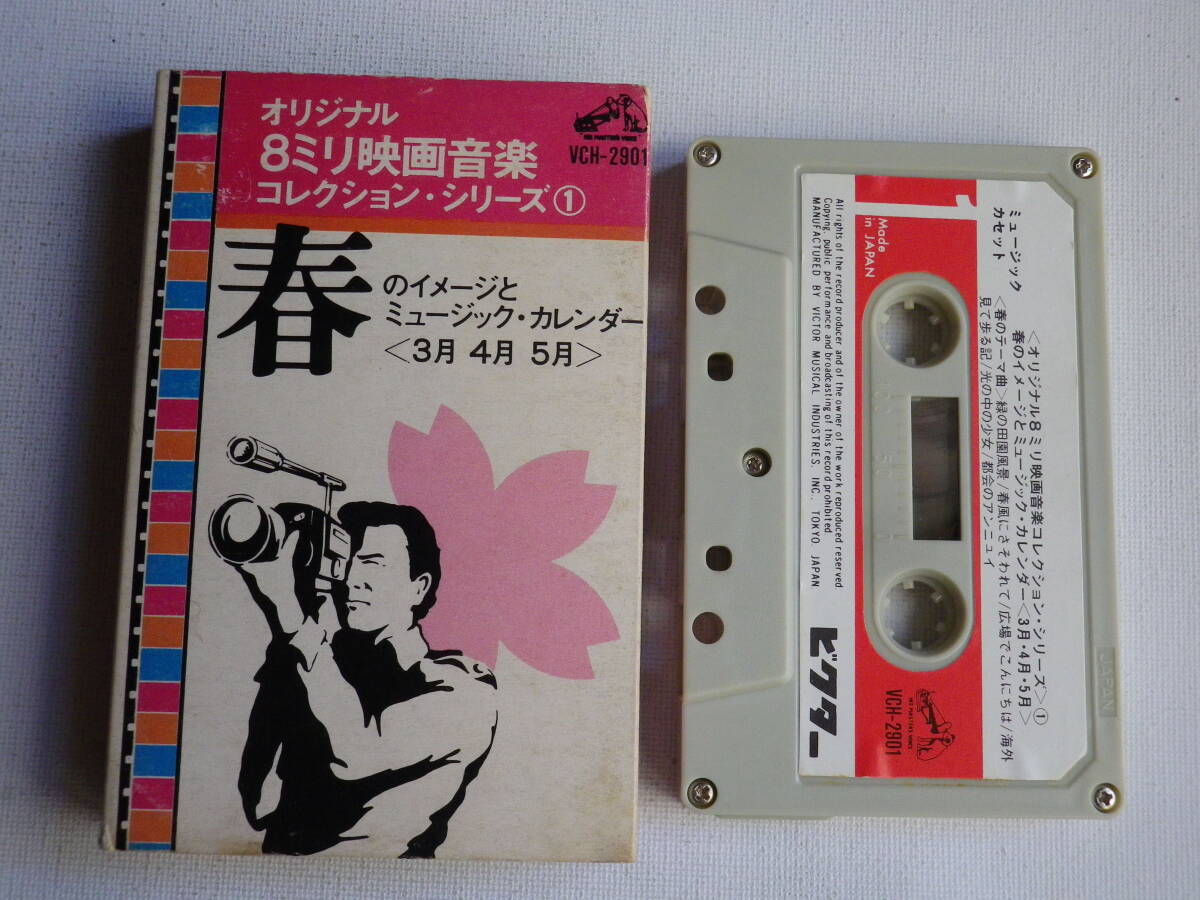 オリジナル
8ミリ映画音楽
コレクション・シリーズ①
HIS MASTER'S VOICE
VCH-2901
春
のイメージと
ミュージック・カレンダー
<3月 4月 5月>
1
Made
in JAPAN
ミュージック
カセット
<オリジナル8ミリ映画音楽コレクション・シリーズ>①
春のイメージとミュージック・カレンダー<3月・4月・5月>
<春のテーマ曲>緑の田園風景/春風にさそわれて/広場でこんにちは/海外
見て歩る記/光の中の少女/都会のアンニュイ
All rights of the record producer and of the owner of the work reproduced reserved
Copying, public performance and broadcasting of this record prohibited
MANUFACTURED BY VICTOR MUSICAL INDUSTRIES, INC., TOKYO JAPAN
ビクター
HIS MASTER'S VOICE
VCH-2901
JAPAN